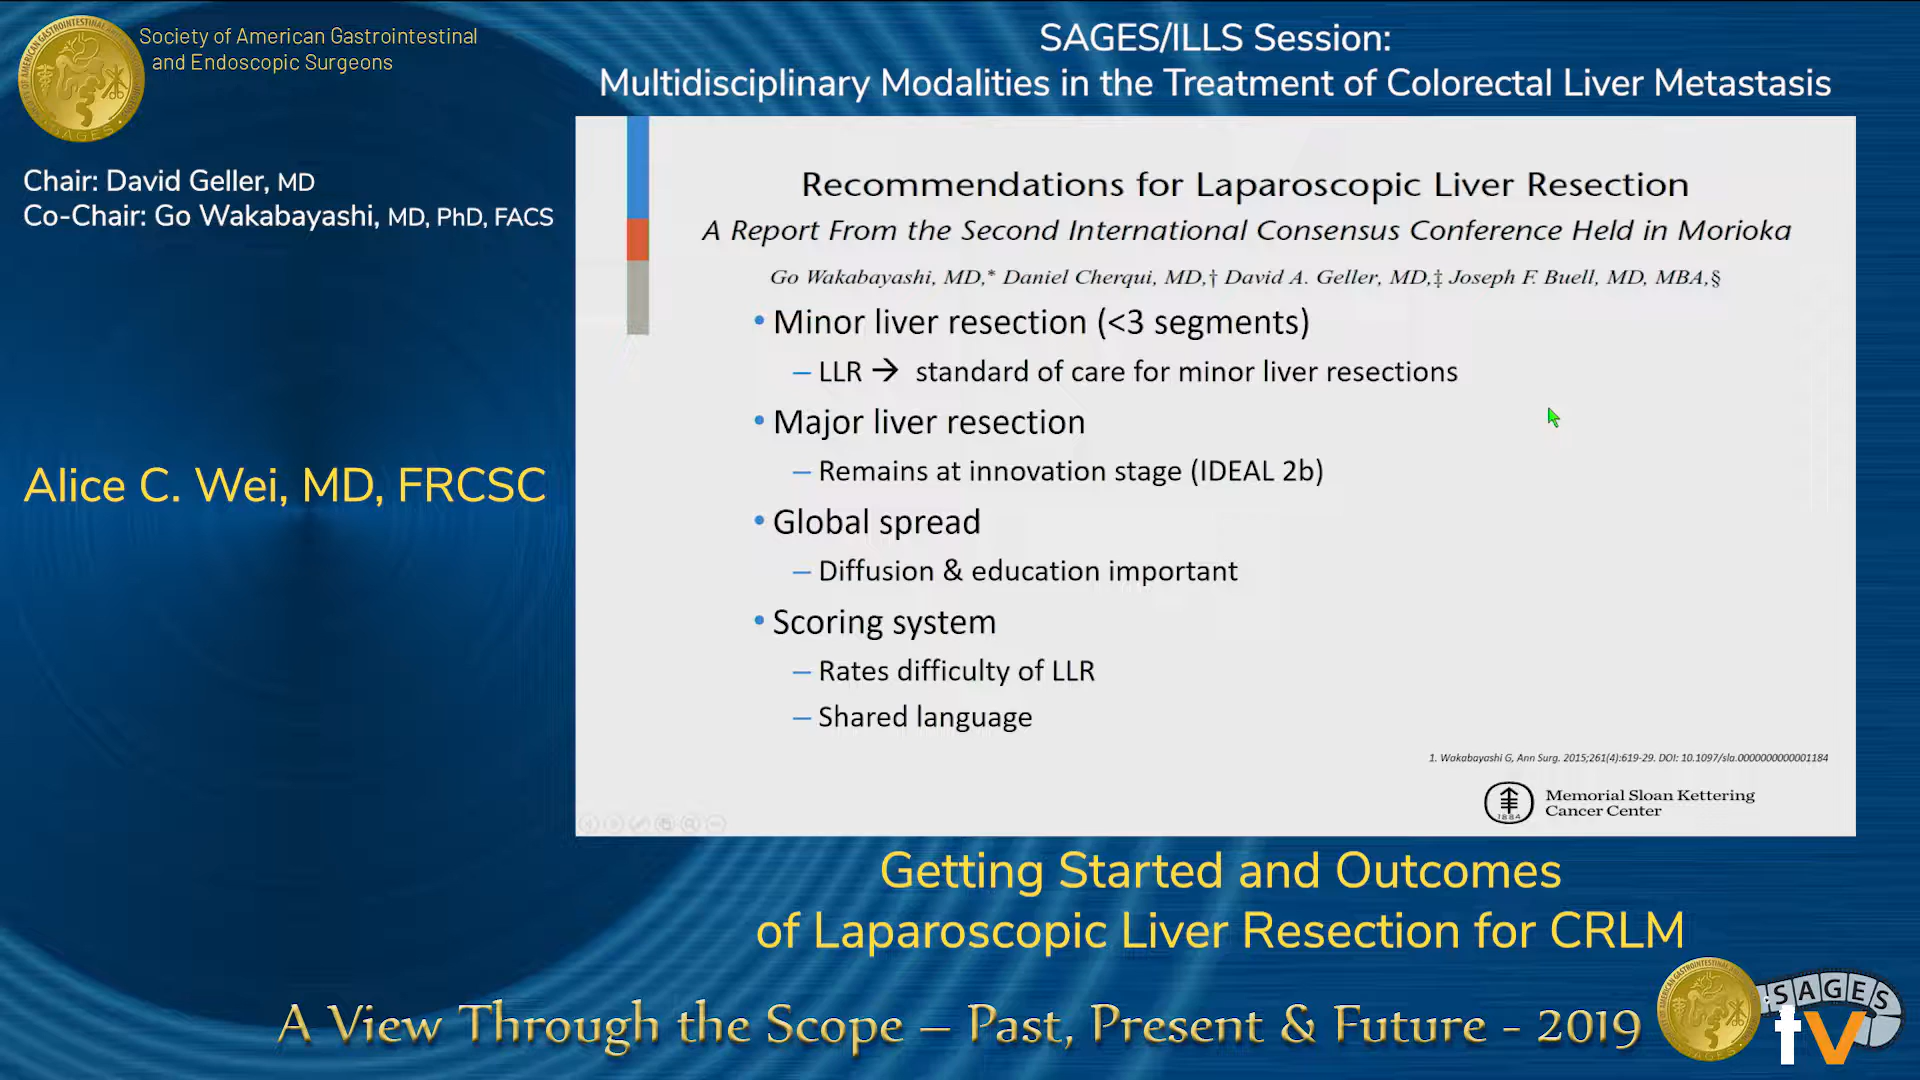 Society of American Gastrointestinal
and Endoscopic Surgeons
SAGES/ILLS Session:
Multidisciplinary Modalities in the Treatment of Colorectal Liver Metastasis
Chair: David Geller, MD
Co-Chair: Go Wakabayashi, MD, PhD, FACS
Alice C. Wei, MD, FRCSC
Recommendations for Laparoscopic Liver Resection
A Report From the Second International Consensus Conference Held in Morioka
Go Wakabayashi, MD,* Daniel Cherqui, MD,† David A. Geller, MD,‡ Joseph F. Buell, MD, MBA,§
• Minor liver resection (<3 segments)
– LLR → standard of care for minor liver resections
• Major liver resection
– Remains at innovation stage (IDEAL 2b)
• Global spread
– Diffusion & education important
• Scoring system
– Rates difficulty of LLR
– Shared language
1. Wakabayashi G, Ann Surg. 2015;261(4):619-29. DOI: 10.1097/sla.0000000000001184
1884
Memorial Sloan Kettering
Cancer Center
Getting Started and Outcomes
of Laparoscopic Liver Resection for CRLM
A View Through the Scope – Past, Present & Future - 2019
SAGES
tv